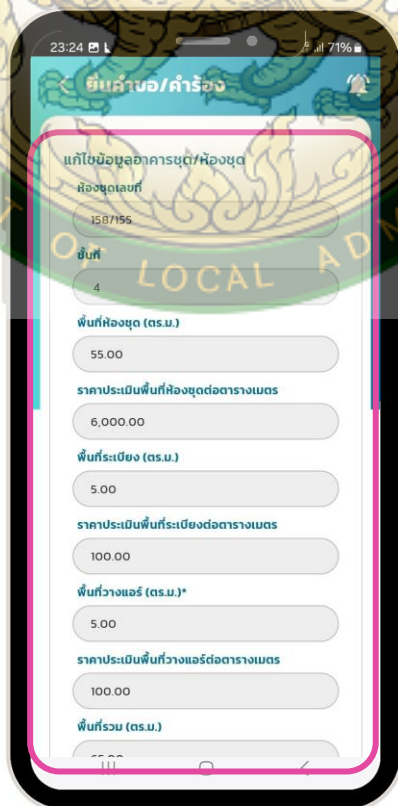 23:24
71%
ยื่นคำขอ/คำร้อง
แก้ไขข้อมูลอาคารชุด/ห้องชุด
ห้องชุดเลขที่
158/155
ชั้นที่
4
OF LOCAL AD
พื้นที่ห้องชุด (ตร.ม.)
55.00
ราคาประเมินพื้นที่ห้องชุดต่อตารางเมตร
6,000.00
พื้นที่ระเบียง (ตร.ม.)
5.00
ราคาประเมินพื้นที่ระเบียงต่อตารางเมตร
100.00
พื้นที่วางแอร์ (ตร.ม.)*
5.00
ราคาประเมินพื้นที่วางแอร์ต่อตารางเมตร
100.00
พื้นที่รวม (ตร.ม.)
65.00